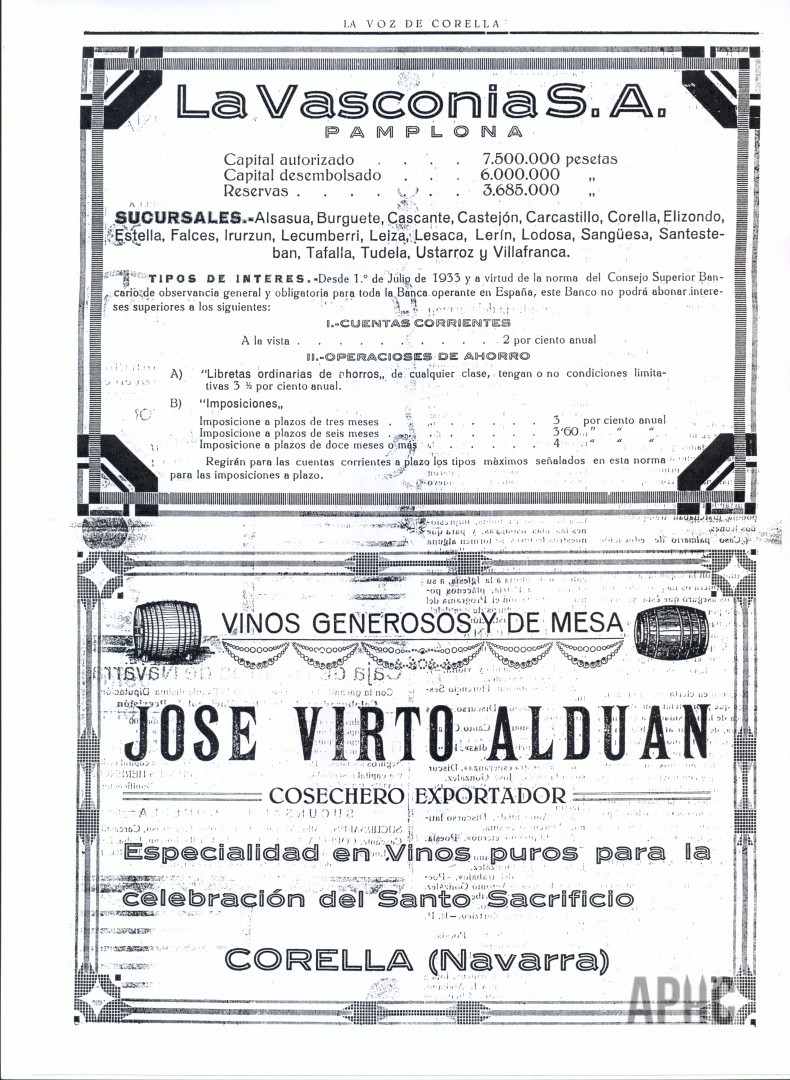 LA VOZ DE CORELLA
La Vasconia S. A.
PAMPLONA
Capital autorizado . . . 7.500.000 pesetas
Capital desembolsado . . 6.000.000 „
Reservas . . . . . . . 3.685.000 „
SUCURSALES.-Alsasua, Burguete, Cascante, Castejón, Carcastillo, Corella, Elizondo,
Estella, Falces, Irurzun, Lecumberri, Leiza, Lesaca, Lerín, Lodosa, Sangüesa, Santeste-
ban, Tafalla, Tudela, Ustarroz y Villafranca.
TIPOS DE INTERES.-Desde 1.º de Julio de 1933 y a virtud de la norma del Consejo Superior Ban-
cario de observancia general y obligatoria para toda la Banca operante en España, este Banco no podrá abonar intere-
ses superiores a los siguientes:
I.-CUENTAS CORRIENTES
A la vista . . . . . . . . . . 2 por ciento anual
II.-OPERACIOSES DE AHORRO
A) "Libretas ordinarias de ahorros„ de cualquier clase, tengan o no condiciones limita-
tivas 3 ½ por ciento anual.
B) "Imposiciones„
Imposicione a plazos de tres meses . . . . . . . 3 por ciento anual
Imposicione a plazos de seis meses . . . . . . . 3'60 " " "
Imposicione a plazos de doce meses o más . . . . . 4 " " "
Regirán para las cuentas corrientes a plazo los tipos máximos señalados en esta norma
para las imposiciones a plazo.
VINOS GENEROSOS Y DE MESA
JOSE VIRTO ALDUAN
COSECHERO EXPORTADOR
Especialidad en Vinos puros para la
celebración del Santo Sacrificio
CORELLA (Navarra)
APHC